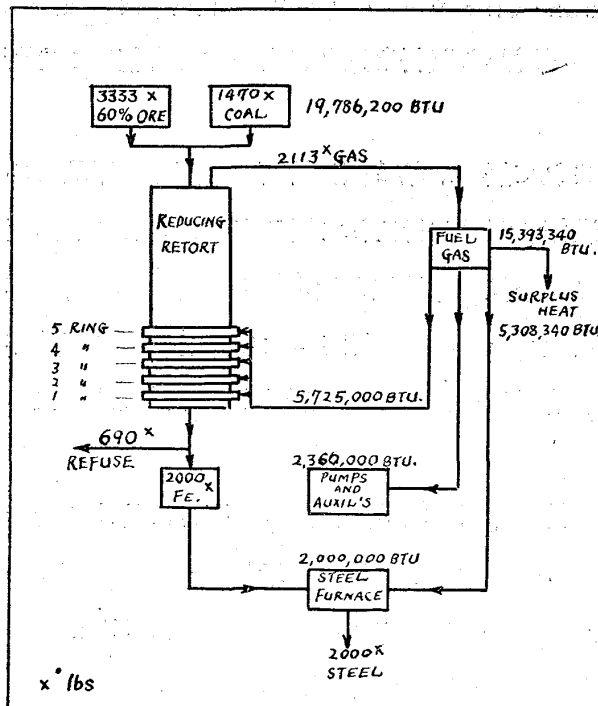 3333 x
60% ORE
1470 x
COAL
19,786,200 BTU
2113 x GAS
REDUCING
RETORT
FUEL
GAS
15,393,340
BTU.
SURPLUS
HEAT
5,308,340 BTU
5 RING
4 "
3 "
2 "
1 "
5,725,000 BTU.
690 x
REFUSE
2000 x
FE.
2,360,000 BTU.
PUMPS
AND
AUXIL'S
2,000,000 BTU
STEEL
FURNACE
2000 x
STEEL
x • lbs